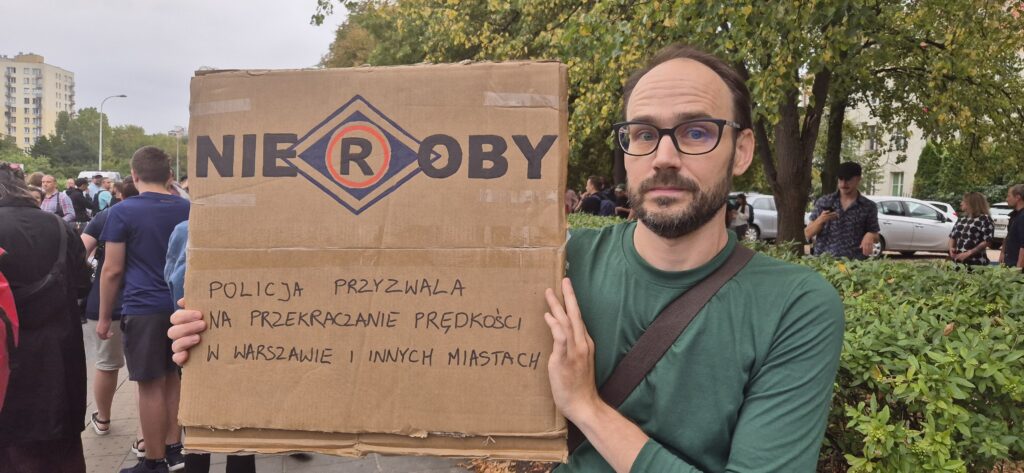 NIE R OBY
POLICJA PRZYZWALA
NA PRZEKRACZANIE PRĘDKOŚCI
W WARSZAWIE I INNYCH MIASTACH